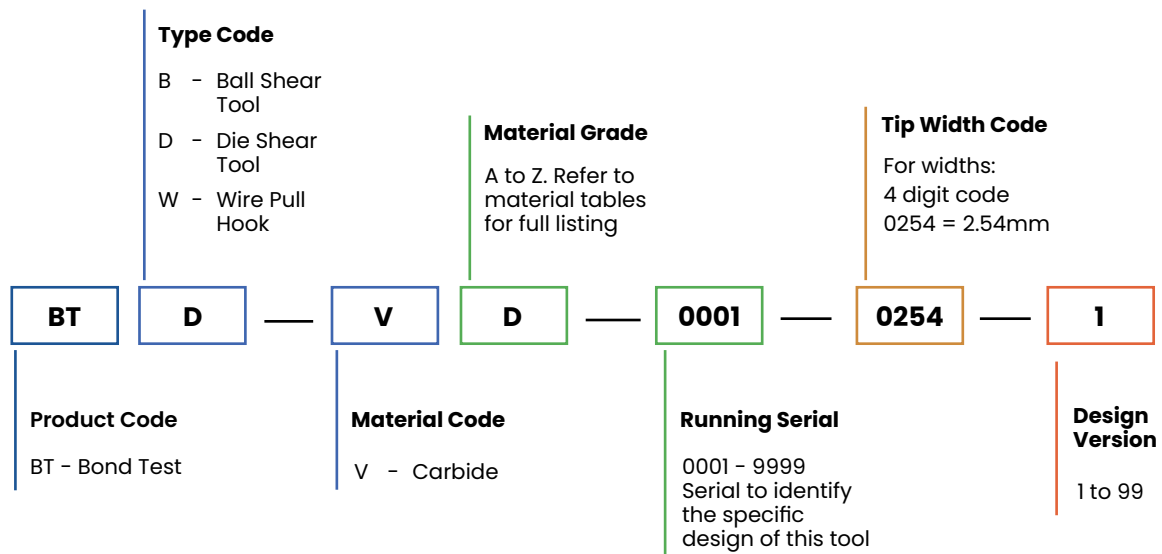 Type Code
B - Ball Shear
Tool
D - Die Shear
Tool
W - Wire Pull
Hook
Material Grade
A to Z. Refer to
material tables
for full listing
Tip Width Code
For widths:
4 digit code
0254 = 2.54mm
BT D — V D — 0001 — 0254 — 1
Product Code
BT - Bond Test
Material Code
V - Carbide
Running Serial
0001 - 9999
Serial to identify
the specific
design of this tool
Design
Version
1 to 99